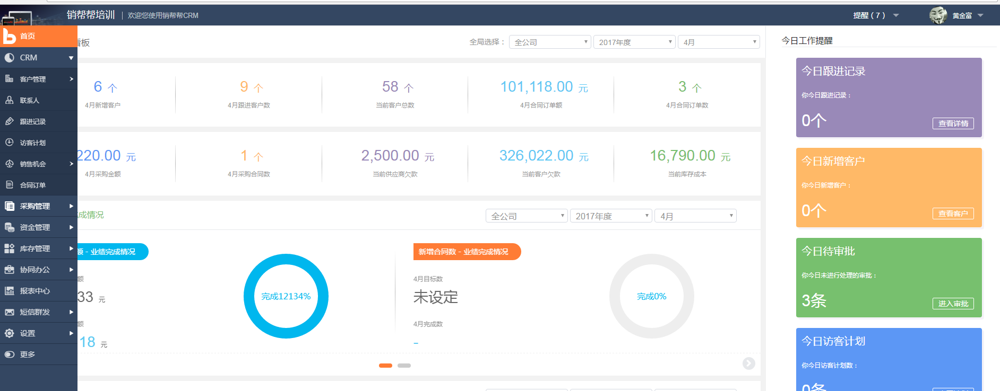 销帮帮培训
欢迎您使用销帮帮CRM
提醒 ( 7 )
黄金富
首页
CRM
客户管理
联系人
跟进记录
访客计划
销售机会
合同订单
采购管理
资金管理
库存管理
协同办公
报表中心
短信群发
设置
更多
看板
全局选择：
全公司
2017年度
4月
6 个
4月新增客户
9 个
4月跟进客户数
58 个
当前客户总数
101,118.00 元
4月合同订单额
3 个
4月合同订单数
220.00 元
4月采购金额
1 个
4月采购合同数
2,500.00 元
当前供应商欠款
326,022.00 元
当前客户欠款
16,790.00 元
当前库存成本
成情况
全公司
2017年度
4月
额 - 业绩完成情况
额
33 元
额
18 元
完成12134%
新增合同数 - 业绩完成情况
4月目标数
未设定
4月完成数
-
完成0%
今日工作提醒
今日跟进记录
你今日跟进记录：
0个
查看详情
今日新增客户
你今日新增客户：
0个
查看客户
今日待审批
你今日未进行处理的审批：
3条
进入审批
今日访客计划
你今日访客计划数：
0条